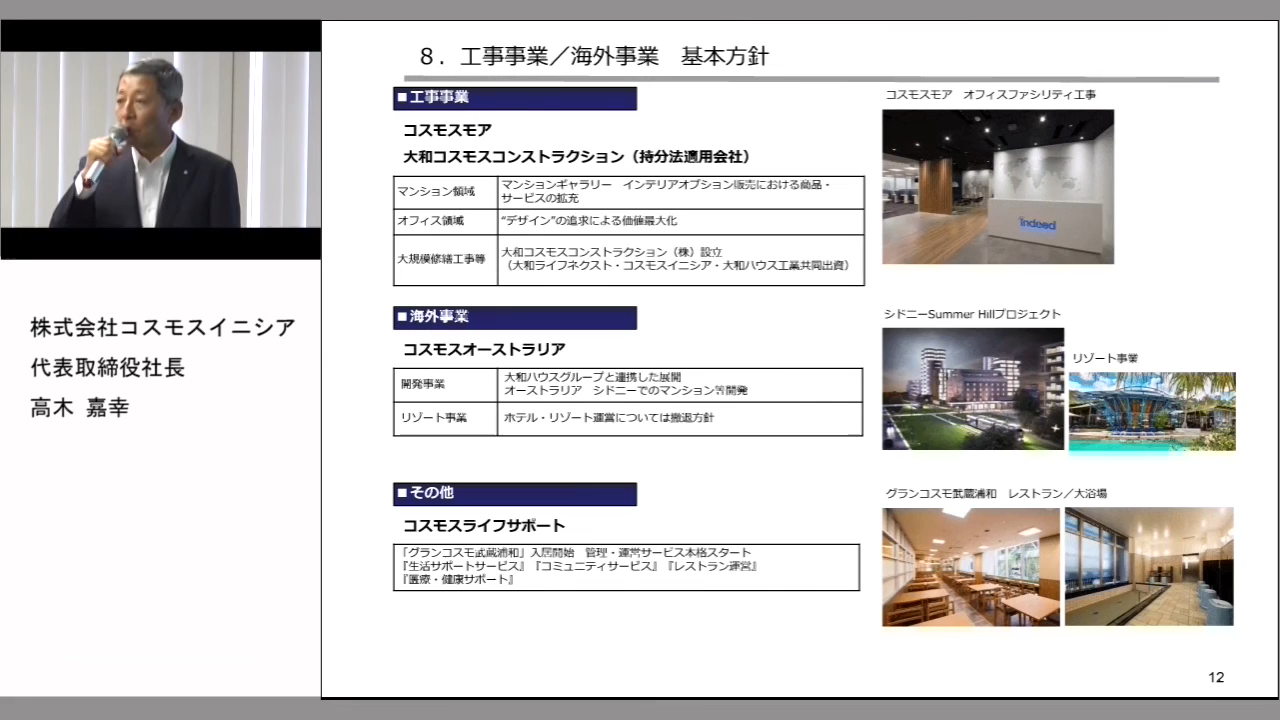 株式会社コスモスイニシア
代表取締役社長
高木 嘉幸
８．工事事業／海外事業　基本方針
■工事事業
コスモスモア
大和コスモスコンストラクション（持分法適用会社）
マンション領域
マンションギャラリー　インテリアオプション販売における商品・
サービスの拡充
オフィス領域
“デザイン”の追求による価値最大化
大規模修繕工事等
大和コスモスコンストラクション（株）設立
（大和ライフネクスト・コスモスイニシア・大和ハウス工業共同出資）
コスモスモア　オフィスファシリティ工事
indeed
■海外事業
コスモスオーストラリア
開発事業
大和ハウスグループと連携した展開
オーストラリア　シドニーでのマンション等開発
リゾート事業
ホテル・リゾート運営については撤退方針
シドニーSummer Hillプロジェクト
リゾート事業
■その他
コスモスライフサポート
「グランコスモ武蔵浦和」入居開始　管理・運営サービス本格スタート
『生活サポートサービス』『コミュニティサービス』『レストラン運営』
『医療・健康サポート』
グランコスモ武蔵浦和　レストラン／大浴場
12